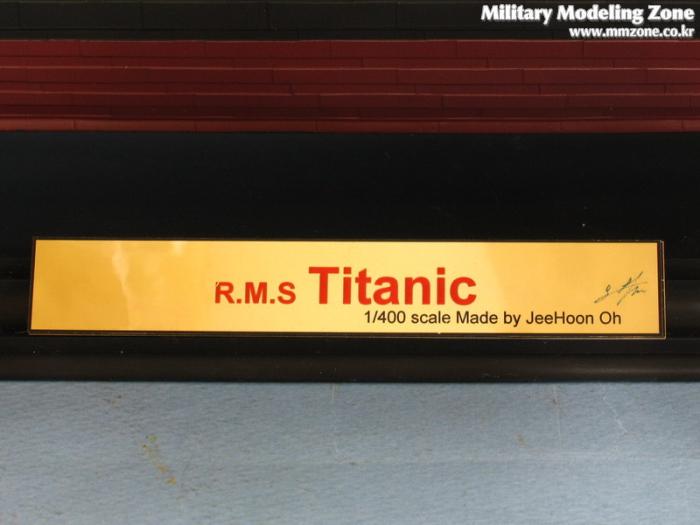 Military Modeling Zone
www.mmzone.co.kr
R.M.S Titanic
1/400 scale Made by JeeHoon Oh